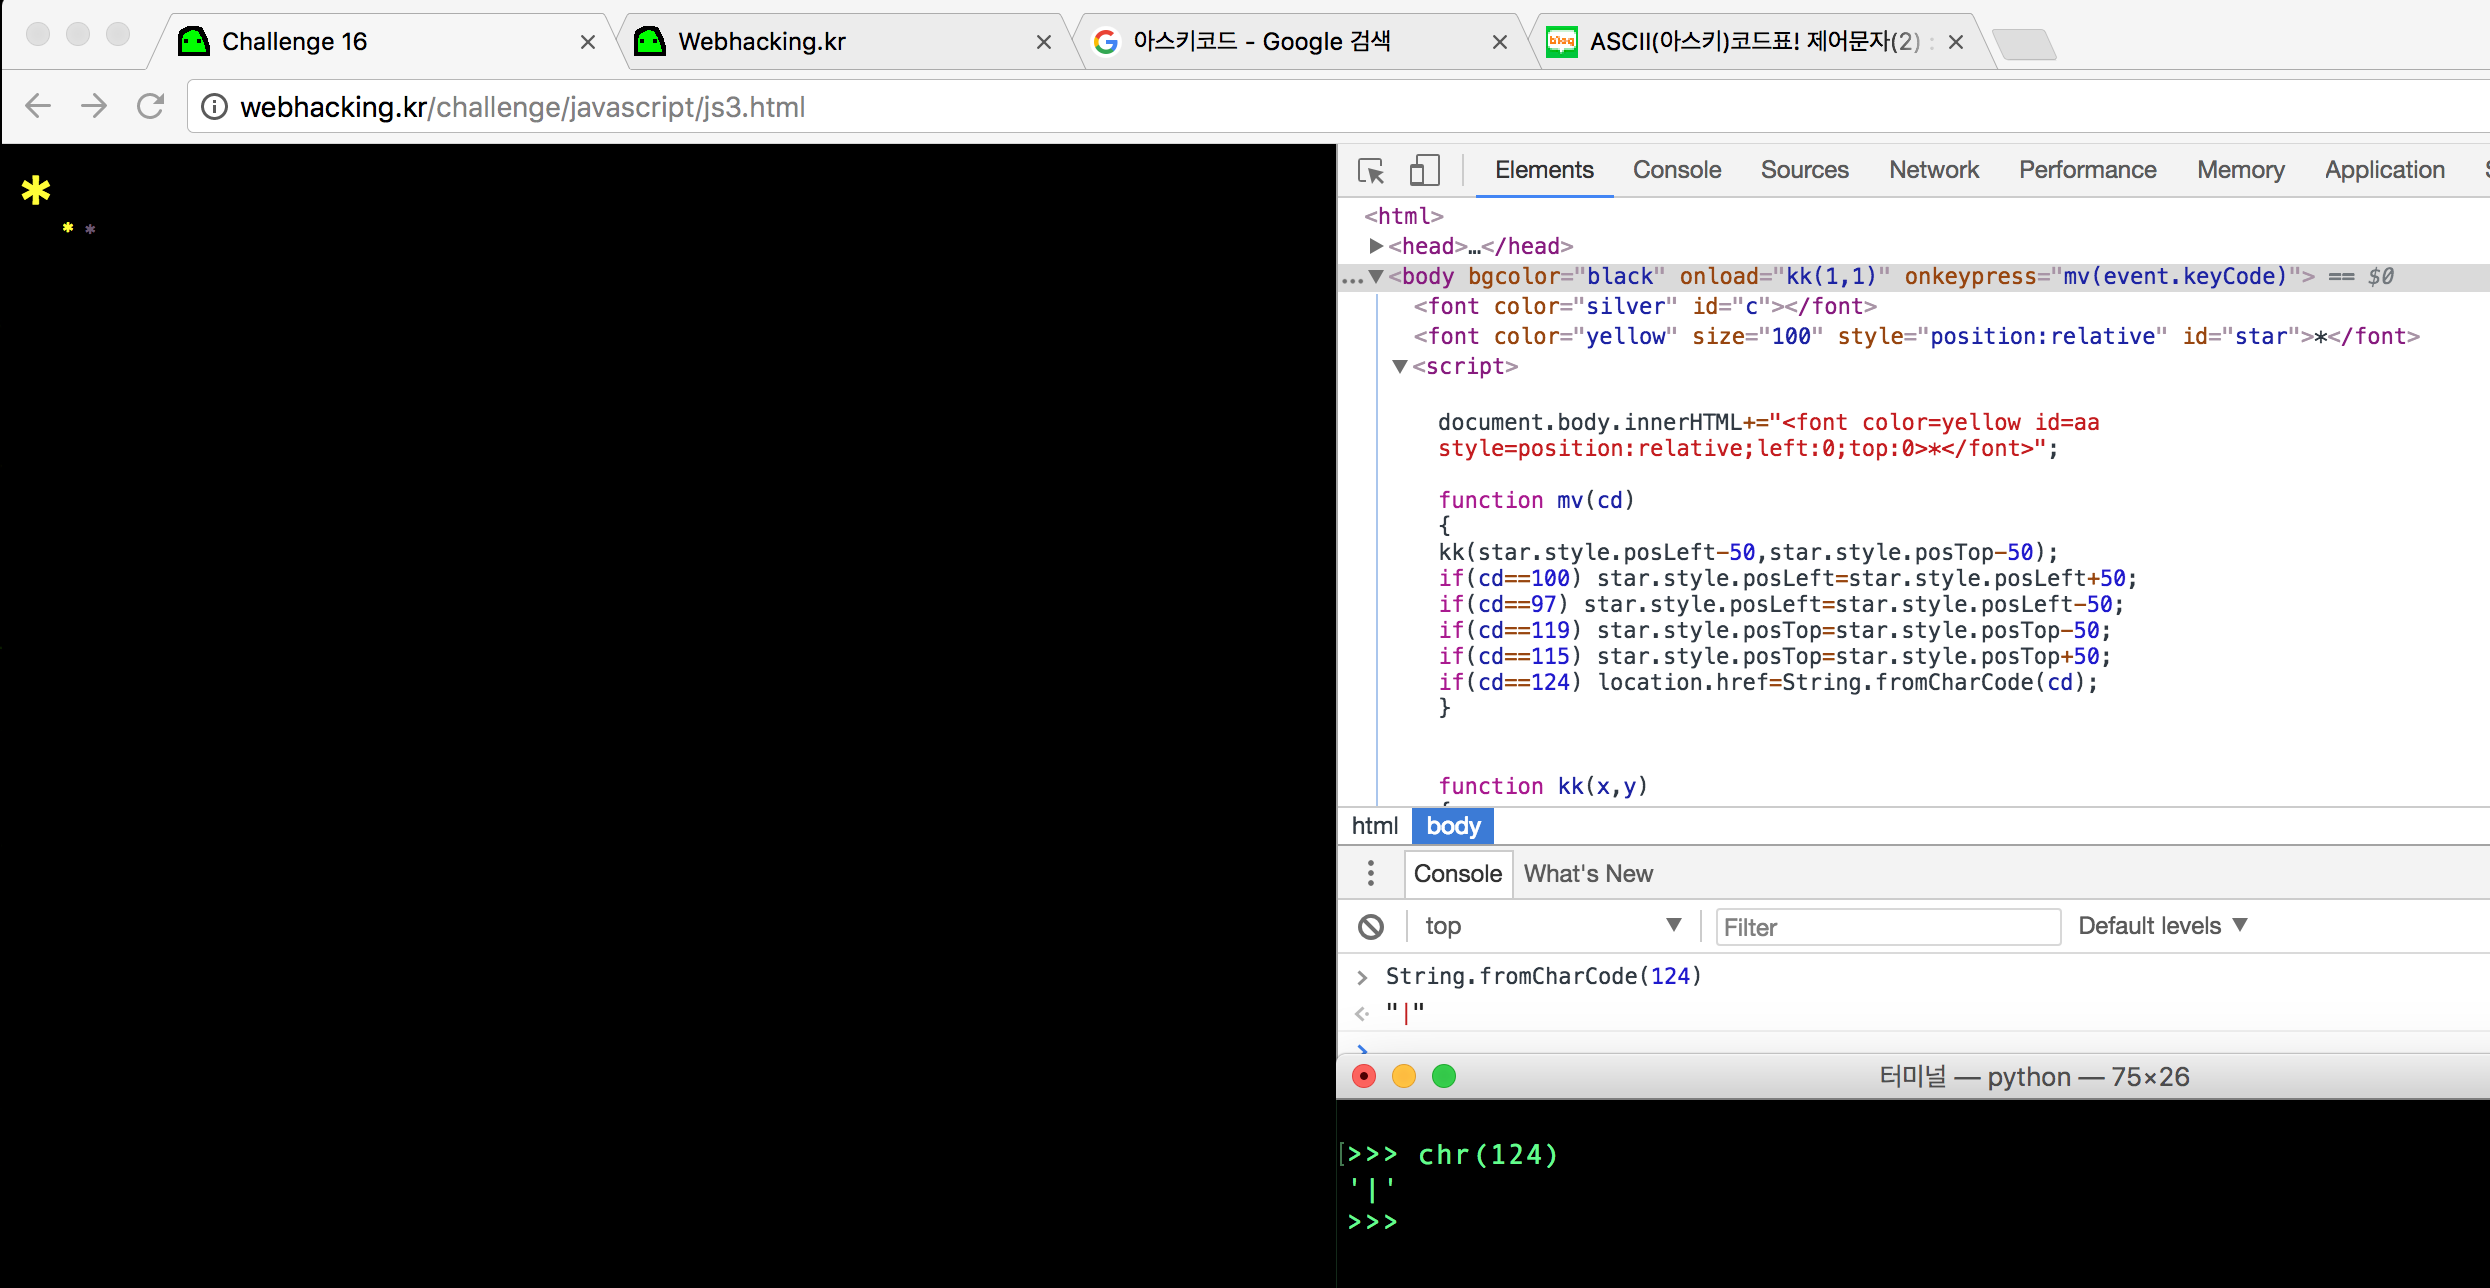 Challenge 16
Webhacking.kr
아스키코드 - Google 검색
ASCII(아스키)코드표! 제어문자(2) :
webhacking.kr/challenge/javascript/js3.html
*
* *
Elements Console Sources Network Performance Memory Application
<html>
<head>…</head>
<body bgcolor="black" onload="kk(1,1)" onkeypress="mv(event.keyCode)"> == $0
<font color="silver" id="c"></font>
<font color="yellow" size="100" style="position:relative" id="star">*</font>
<script>
document.body.innerHTML+="<font color=yellow id=aa
style=position:relative;left:0;top:0>*</font>";
function mv(cd)
{
kk(star.style.posLeft-50,star.style.posTop-50);
if(cd==100) star.style.posLeft=star.style.posLeft+50;
if(cd==97) star.style.posLeft=star.style.posLeft-50;
if(cd==119) star.style.posTop=star.style.posTop-50;
if(cd==115) star.style.posTop=star.style.posTop+50;
if(cd==124) location.href=String.fromCharCode(cd);
}
function kk(x,y)
html body
Console What's New
top Filter Default levels
> String.fromCharCode(124)
"|"
>
터미널 — python — 75×26
[>>> chr(124)
'|'
>>>